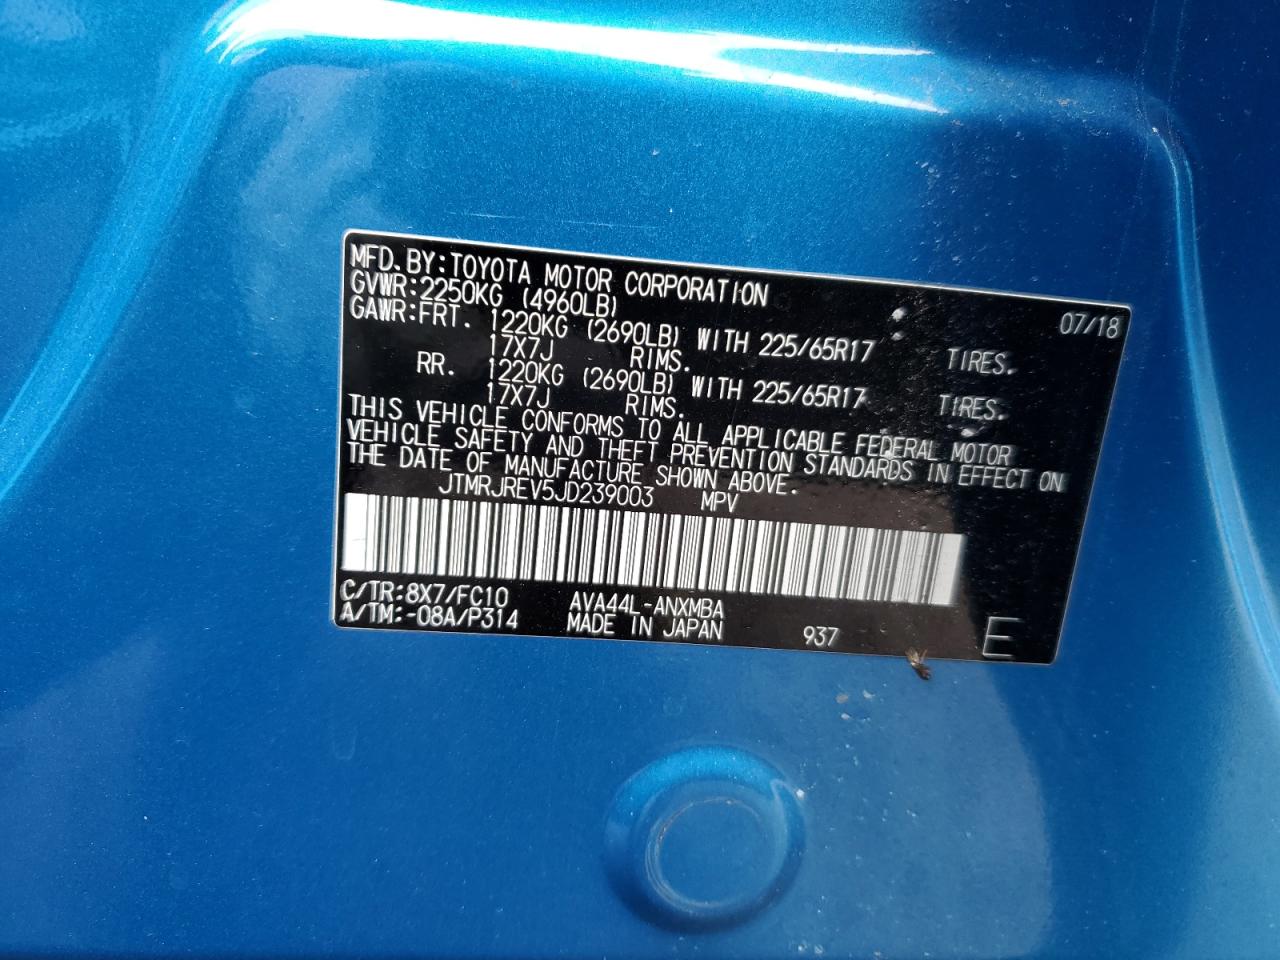 MFD. BY: TOYOTA MOTOR CORPORATION 07/18
GVWR: 2250KG (4960LB)
GAWR: FRT. 1220KG (2690LB) WITH 225/65R17 TIRES.
17X7J RIMS.
RR. 1220KG (2690LB) WITH 225/65R17 TIRES.
17X7J RIMS.
THIS VEHICLE CONFORMS TO ALL APPLICABLE FEDERAL MOTOR
VEHICLE SAFETY AND THEFT PREVENTION STANDARDS IN EFFECT ON
THE DATE OF MANUFACTURE SHOWN ABOVE.
JTMRJREV5JD239003 MPV
C/TR: 8X7/FC10 AVA44L-ANXMBA
A/TM: -08A/P314 MADE IN JAPAN 937 E